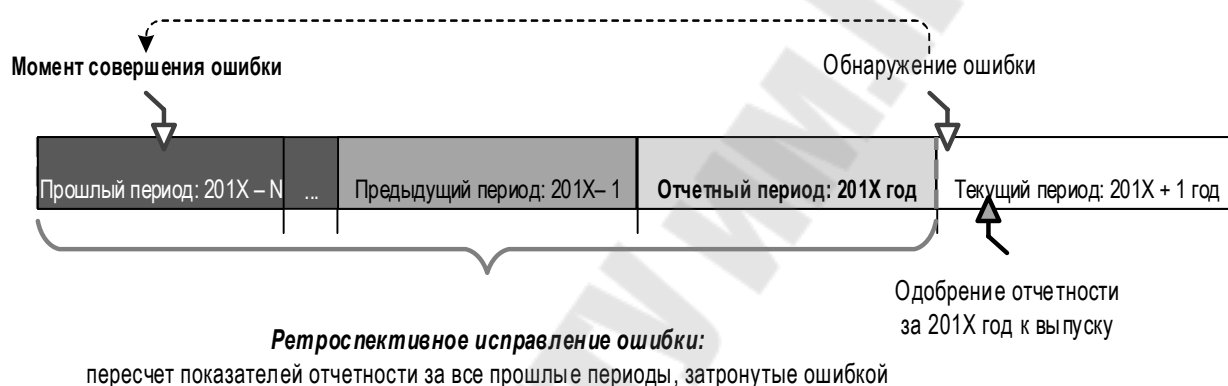 Момент совершения ошибки
Обнаружение ошибки
Прошлый период: 201X – N
...
Предыдущий период: 201X– 1
Отчетный период: 201X год
Текущий период: 201X + 1 год
Одобрение отчетности
за 201X год к выпуску
Ретроспективное исправление ошибки:
пересчет показателей отчетности за все прошлые периоды, затронутые ошибкой